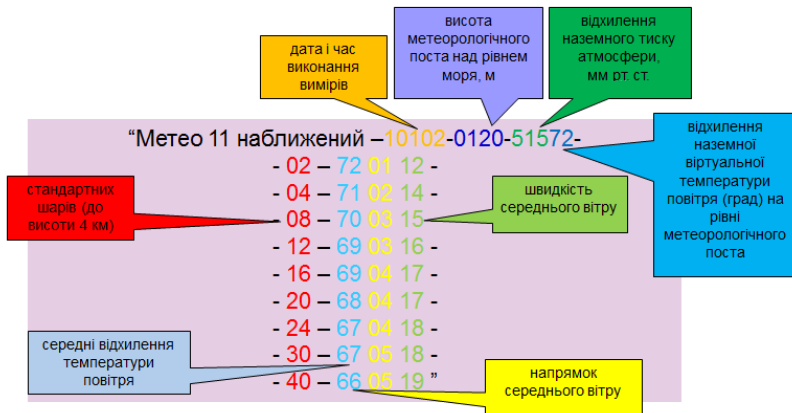 дата і час
виконання
вимірів
висота
метеорологічного
поста над рівнем
моря, м
відхилення
наземного тиску
атмосфери,
мм рт. ст.
“Метео 11 наближений –10102-0120-51572-
- 02 – 72 01 12 -
- 04 – 71 02 14 -
- 08 – 70 03 15 -
- 12 – 69 03 16 -
- 16 – 69 04 17 -
- 20 – 68 04 17 -
- 24 – 67 04 18 -
- 30 – 67 05 18 -
- 40 – 66 05 19 ”
стандартних
шарів (до
висоти 4 км)
швидкість
середнього вітру
відхилення
наземної
віртуальної
температури
повітря (град) на
рівні
метеорологічного
поста
середні відхилення
температури
повітря
напрямок
середнього вітру